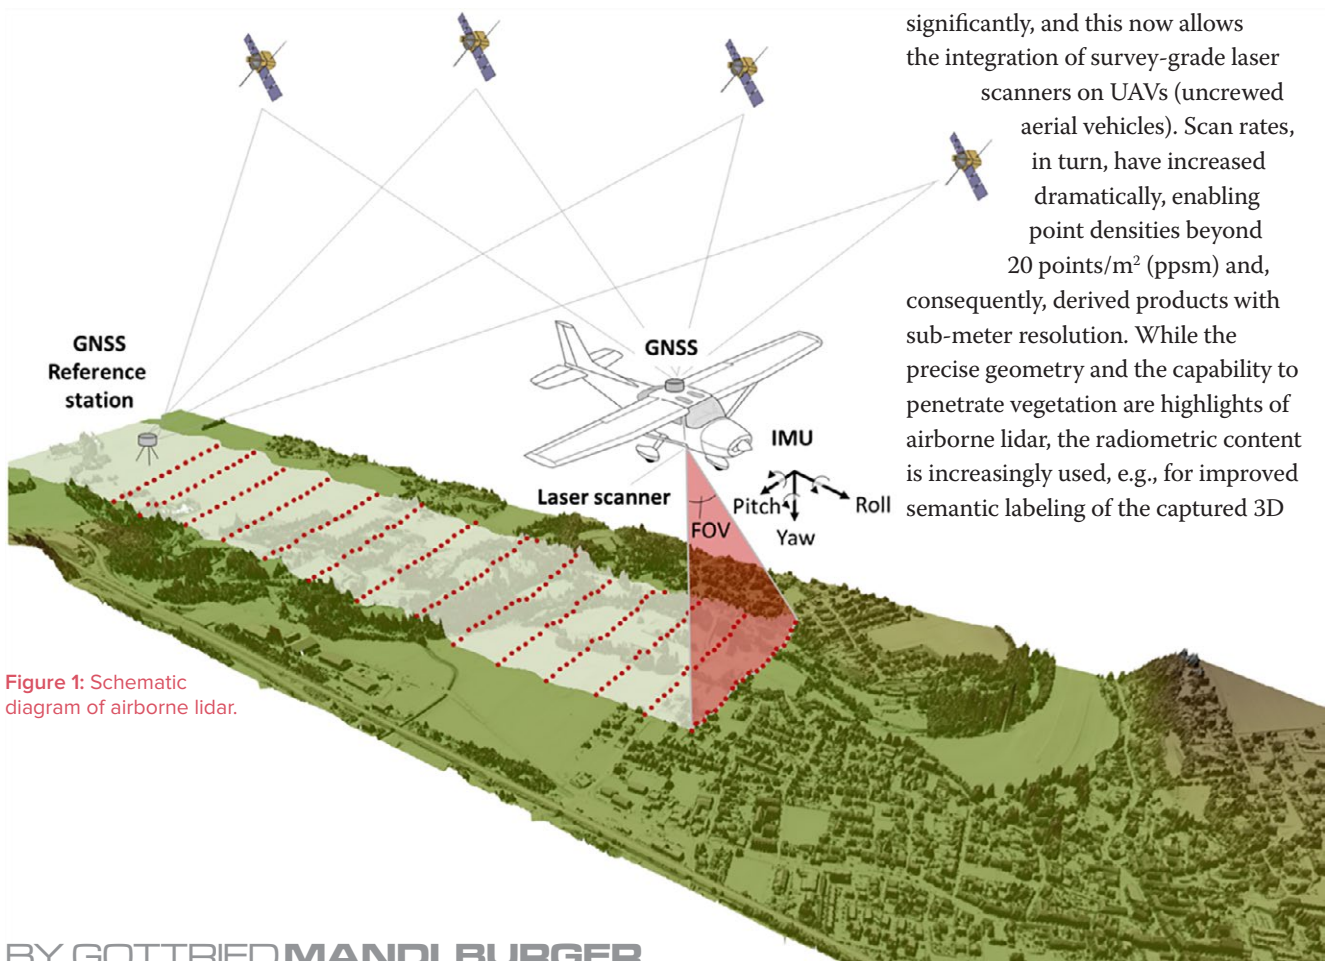 significantly, and this now allows
the integration of survey-grade laser
scanners on UAVs (uncrewed
aerial vehicles). Scan rates,
in turn, have increased
dramatically, enabling
point densities beyond
20 points/m² (ppsm) and,
consequently, derived products with
sub-meter resolution. While the
precise geometry and the capability to
penetrate vegetation are highlights of
airborne lidar, the radiometric content
is increasingly used, e.g., for improved
semantic labeling of the captured 3D
GNSS
Reference
station
GNSS
IMU
Laser scanner
Pitch
Roll
FOV
Yaw
Figure 1: Schematic
diagram of airborne lidar.
BY GOTTFRIED MANDLBURGER